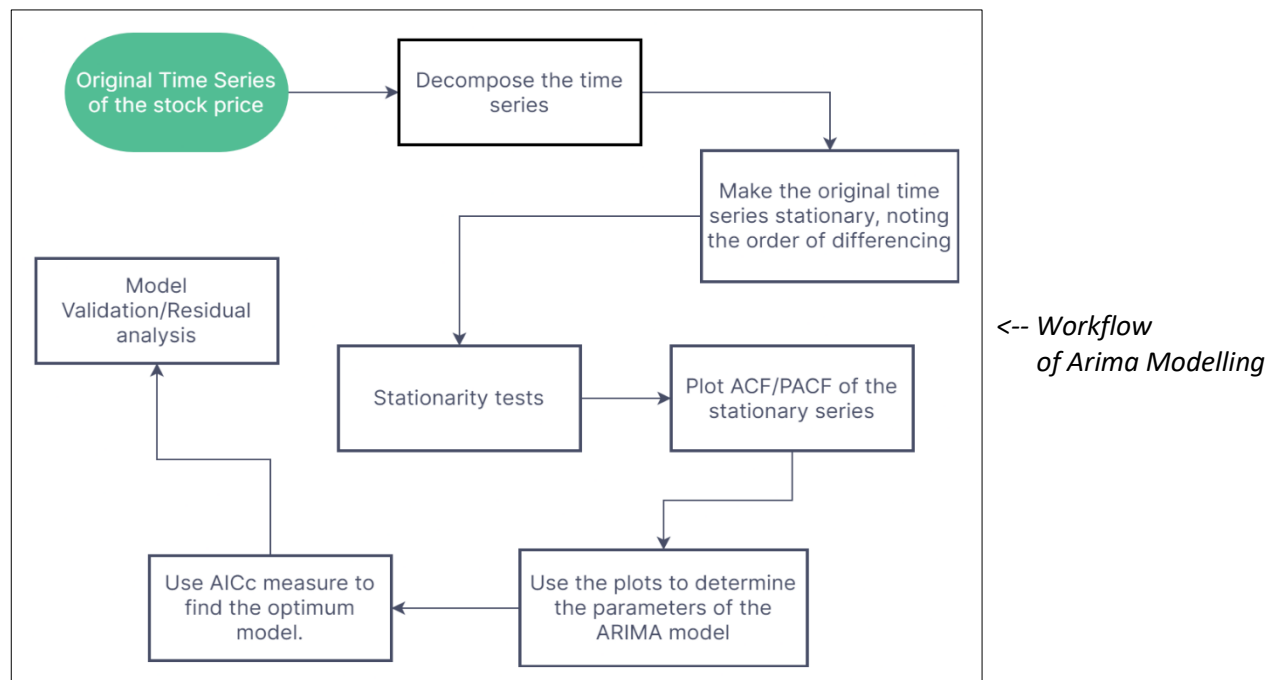 Original Time Series
of the stock price
Decompose the time
series
Make the original time
series stationary, noting
the order of differencing
Stationarity tests
Plot ACF/PACF of the
stationary series
Use the plots to determine
the parameters of the
ARIMA model
Use AICc measure to
find the optimum
model.
Model
Validation/Residual
analysis
<-- Workflow
of Arima Modelling